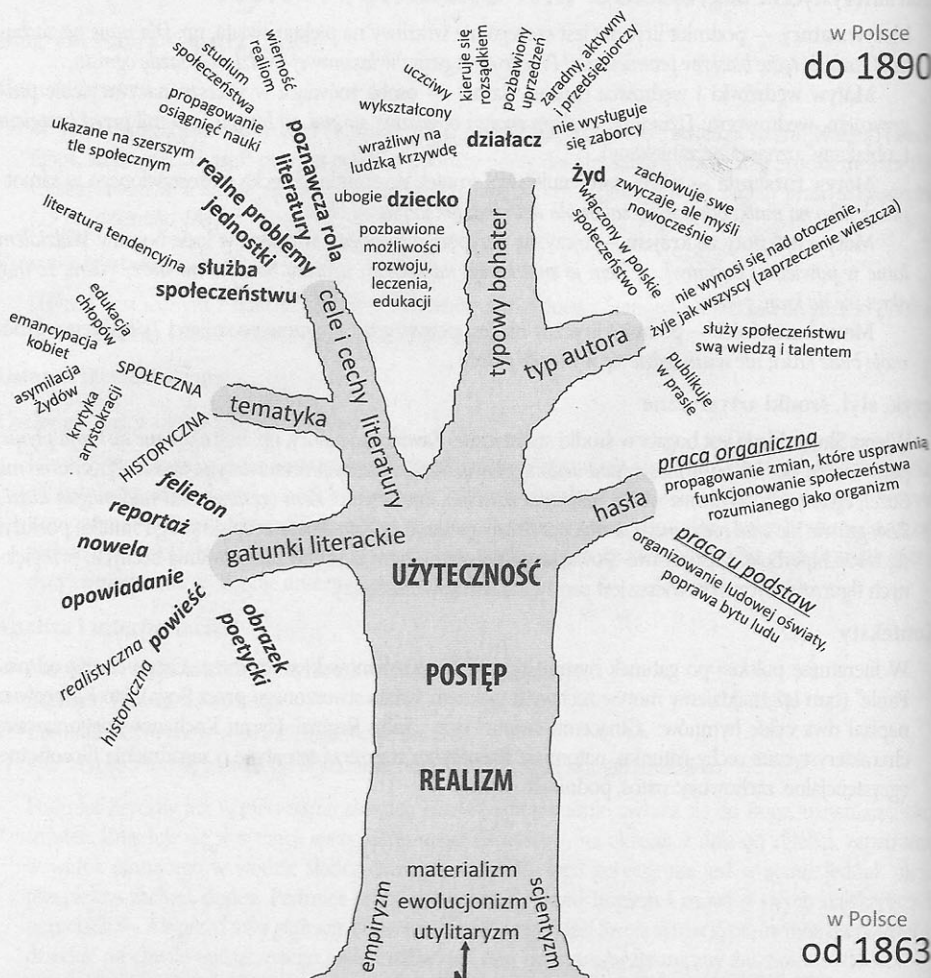 w Polsce
do 1890
wierność
realiom
studium
społeczeństwa
propagowanie
osiągnięć nauki
poznawcza rola
literatury
ukazane na szerszym
tle społecznym
realne problemy
jednostki
literatura tendencyjna
służba
społeczeństwu
cele i cechy literatury
uczciwy
wykształcony
wrażliwy na
ludzką krzywdę
kieruje się
rozsądkiem
pozbawiony
uprzedzeń
zaradny, aktywny
i przedsiębiorczy
nie wysługuje
się zaborcy
działacz
ubogie
dziecko
pozbawione
możliwości
rozwoju,
leczenia,
edukacji
Żyd
zachowuje swe
zwyczaje, ale myśli
nowocześnie
włączony w polskie
społeczeństwo
typowy bohater
typ autora
nie wynosi się nad otoczenie,
żyje jak wszyscy (zaprzeczenie wieszcza)
służy społeczeństwu
swą wiedzą i talentem
publikuje
w prasie
edukacja
chłopów
emancypacja
kobiet
asymilacja
Żydów
krytyka
arystokracji
SPOŁECZNA
HISTORYCZNA
tematyka
felieton
reportaż
nowela
opowiadanie
powieść
realistyczna
historyczna
obrazek
poetycki
gatunki literackie
hasła
praca organiczna
propagowanie zmian, które usprawnią
funkcjonowanie społeczeństwa
rozumianego jako organizm
praca u podstaw
organizowanie ludowej oświaty,
poprawa bytu ludu
UŻYTECZNOŚĆ
POSTĘP
REALIZM
empiryzm
materializm
ewolucjonizm
utylitaryzm
scjentyzm
w Polsce
od 1863